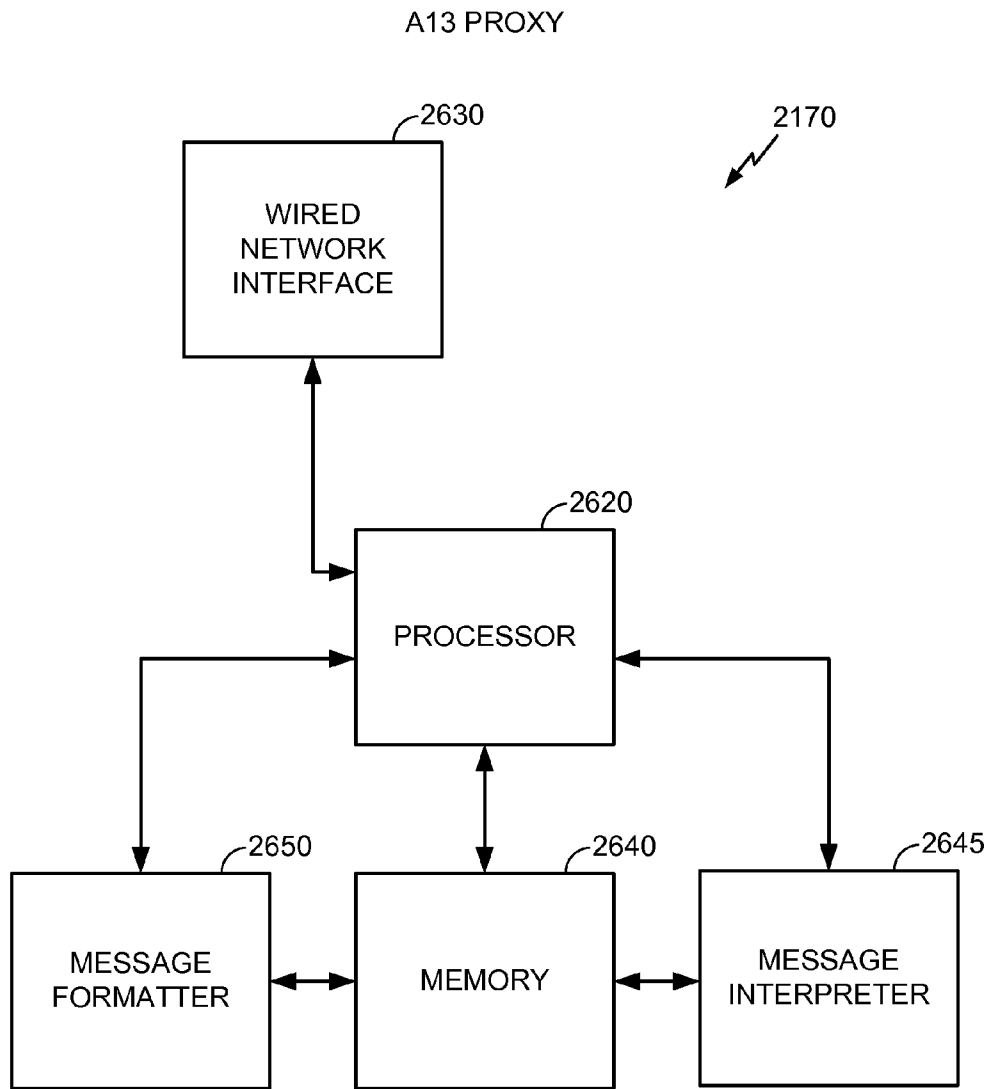 A13 PROXY
2630
2170
WIRED
NETWORK
INTERFACE
2620
PROCESSOR
2650
2640
2645
MESSAGE
FORMATTER
MEMORY
MESSAGE
INTERPRETER